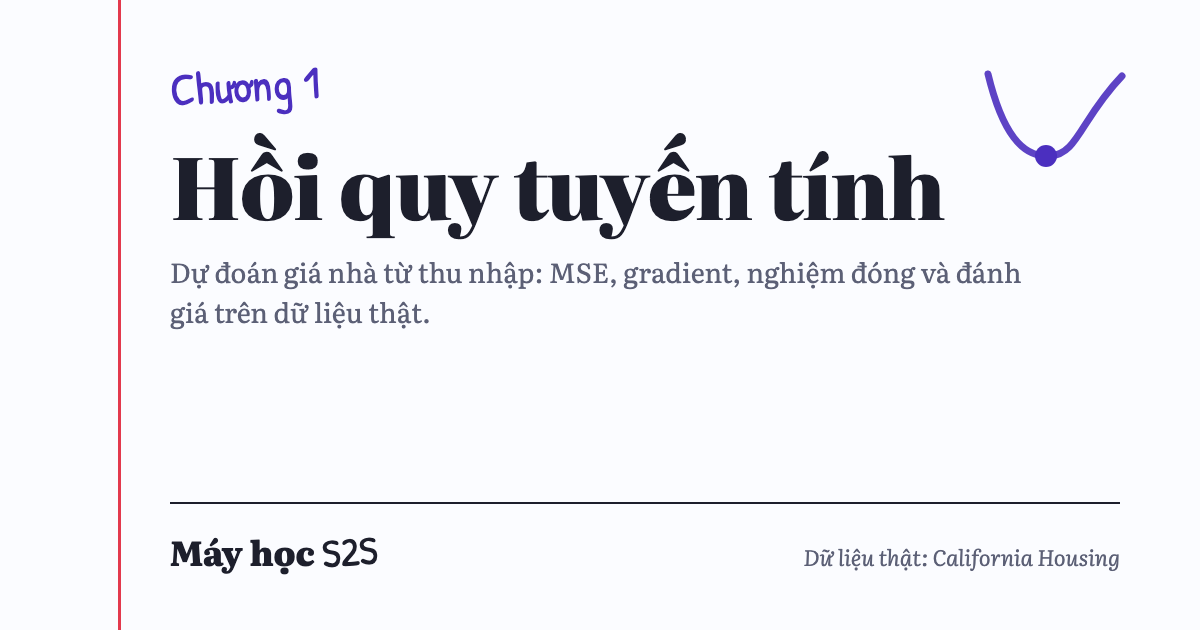 Chương 1
Hồi quy tuyến tính
Dự đoán giá nhà từ thu nhập: MSE, gradient, nghiệm đóng và đánh
giá trên dữ liệu thật.
Máy học S2S
Dữ liệu thật: California Housing